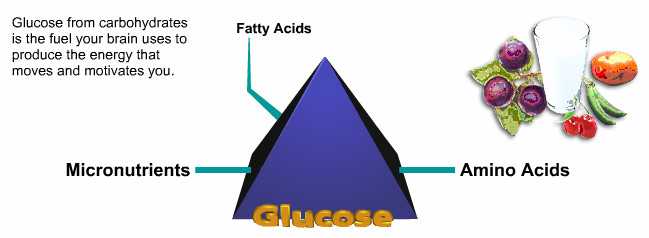 Glucose from carbohydrates
is the fuel your brain uses to
produce the energy that
moves and motivates you.
Fatty Acids
Micronutrients
Amino Acids
Glucose